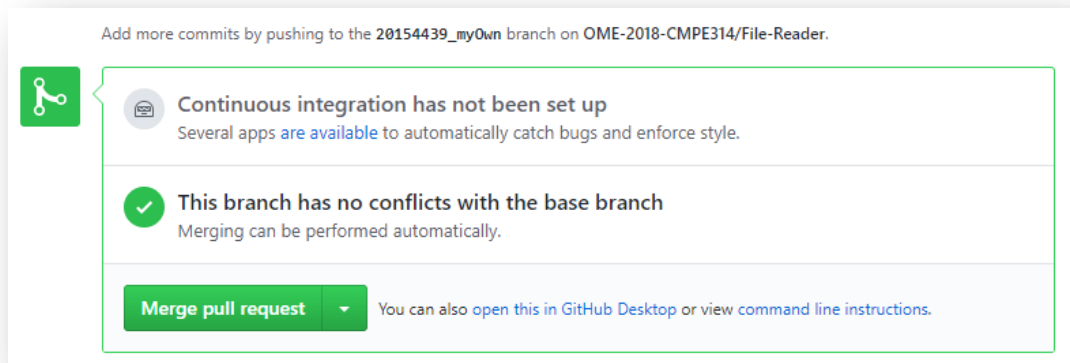 Add more commits by pushing to the 20154439_myOwn branch on OME-2018-CMPE314/File-Reader.
Continuous integration has not been set up
Several apps are available to automatically catch bugs and enforce style.
This branch has no conflicts with the base branch
Merging can be performed automatically.
Merge pull request You can also open this in GitHub Desktop or view command line instructions.